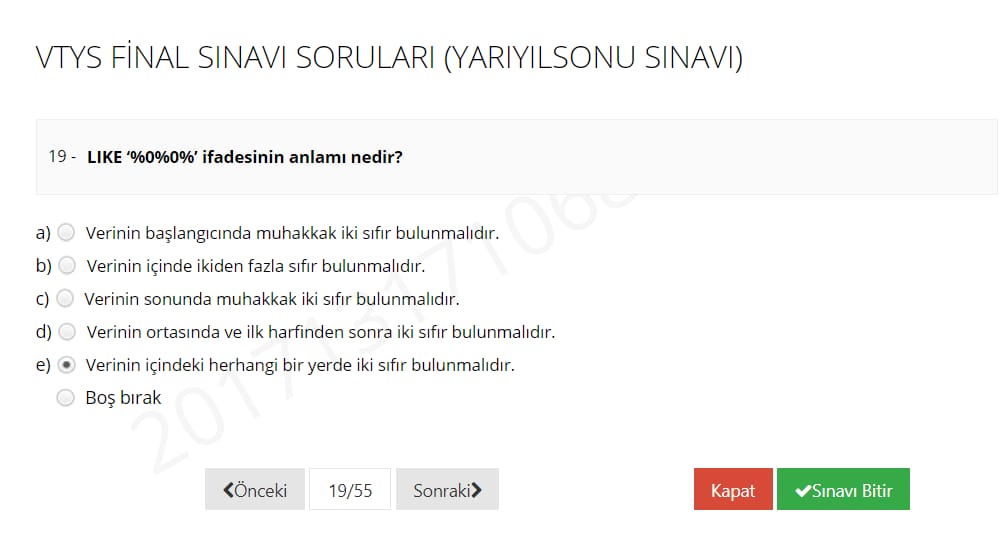 VTYS FİNAL SINAVI SORULARI (YARIYILSONU SINAVI)
19 - LIKE ‘%0%0%’ ifadesinin anlamı nedir?
a) Verinin başlangıcında muhakkak iki sıfır bulunmalıdır.
b) Verinin içinde ikiden fazla sıfır bulunmalıdır.
c) Verinin sonunda muhakkak iki sıfır bulunmalıdır.
d) Verinin ortasında ve ilk harfinden sonra iki sıfır bulunmalıdır.
e) Verinin içindeki herhangi bir yerde iki sıfır bulunmalıdır.
Boş bırak
Önceki 19/55 Sonraki Kapat Sınavı Bitir